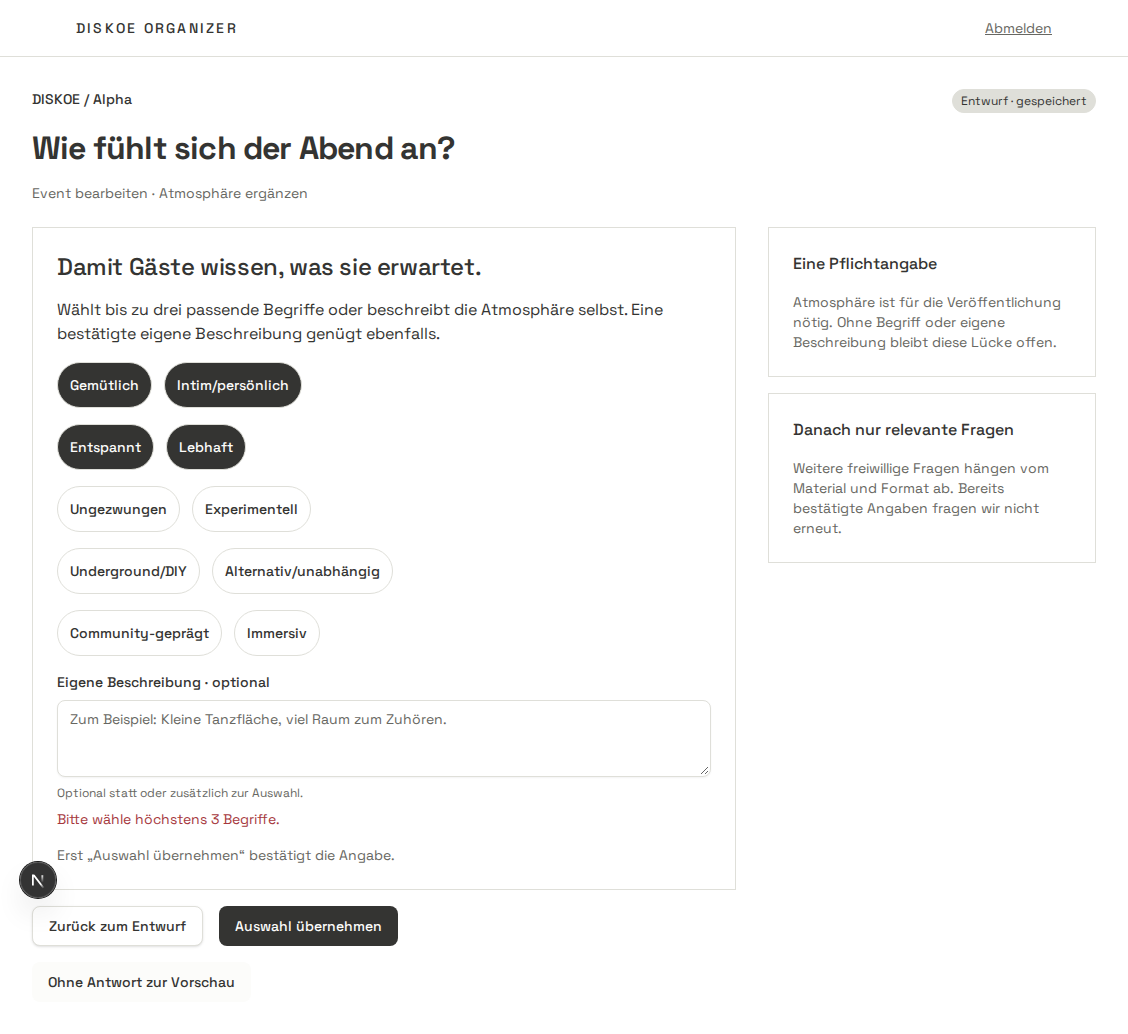 DISKOE ORGANIZER
Abmelden
DISKOE / Alpha
Entwurf · gespeichert
Wie fühlt sich der Abend an?
Event bearbeiten · Atmosphäre ergänzen
Damit Gäste wissen, was sie erwartet.
Wählt bis zu drei passende Begriffe oder beschreibt die Atmosphäre selbst. Eine
bestätigte eigene Beschreibung genügt ebenfalls.
Gemütlich
Intim/persönlich
Entspannt
Lebhaft
Ungezwungen
Experimentell
Underground/DIY
Alternativ/unabhängig
Community-geprägt
Immersiv
Eigene Beschreibung · optional
Zum Beispiel: Kleine Tanzfläche, viel Raum zum Zuhören.
Optional statt oder zusätzlich zur Auswahl.
Bitte wähle höchstens 3 Begriffe.
Erst „Auswahl übernehmen“ bestätigt die Angabe.
N
Zurück zum Entwurf
Auswahl übernehmen
Ohne Antwort zur Vorschau
Eine Pflichtangabe
Atmosphäre ist für die Veröffentlichung
nötig. Ohne Begriff oder eigene
Beschreibung bleibt diese Lücke offen.
Danach nur relevante Fragen
Weitere freiwillige Fragen hängen vom
Material und Format ab. Bereits
bestätigte Angaben fragen wir nicht
erneut.